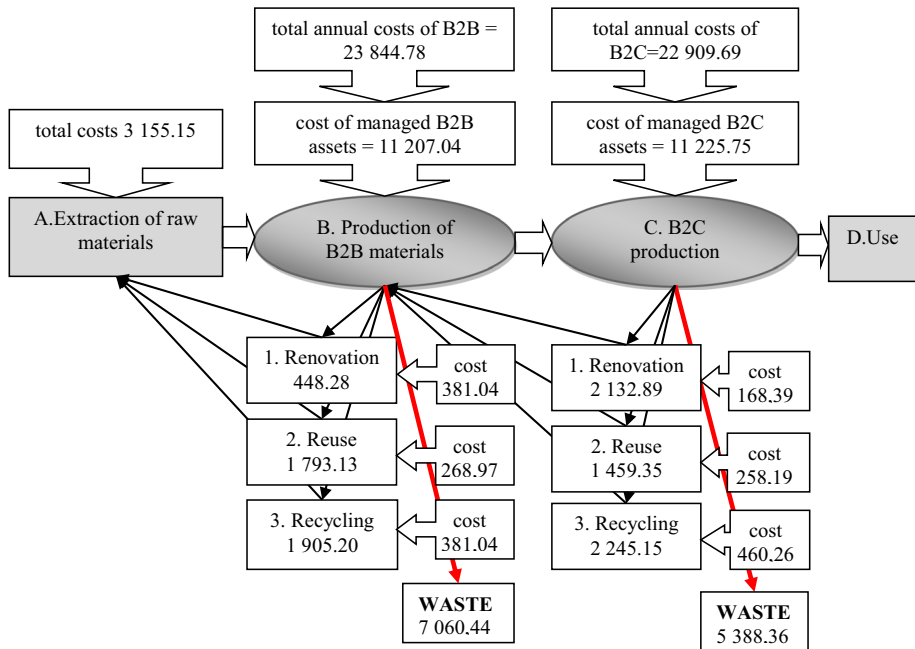 total annual costs of B2B =
23 844.78
total annual costs of
B2C=22 909.69
total costs 3 155.15
cost of managed B2B
assets = 11 207.04
cost of managed B2C
assets = 11 225.75
A.Extraction of raw
materials
B. Production of
B2B materials
C. B2C
production
D.Use
1. Renovation
448.28
cost
381.04
2. Reuse
1 793.13
cost
268.97
3. Recycling
1 905.20
cost
381.04
WASTE
7 060.44
1. Renovation
2 132.89
cost
168.39
2. Reuse
1 459.35
cost
258.19
3. Recycling
2 245.15
cost
460.26
WASTE
5 388.36